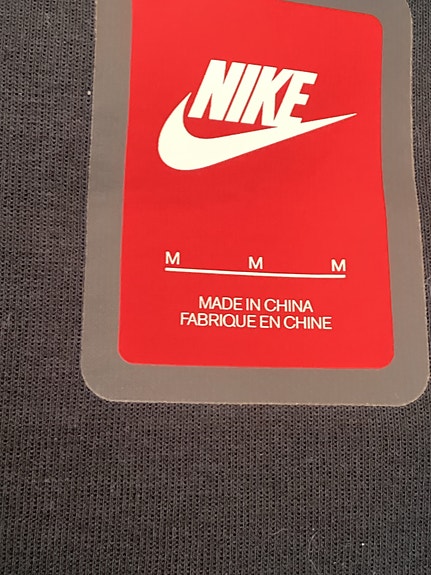 NIKE
M M M
MADE IN CHINA
FABRIQUE EN CHINE